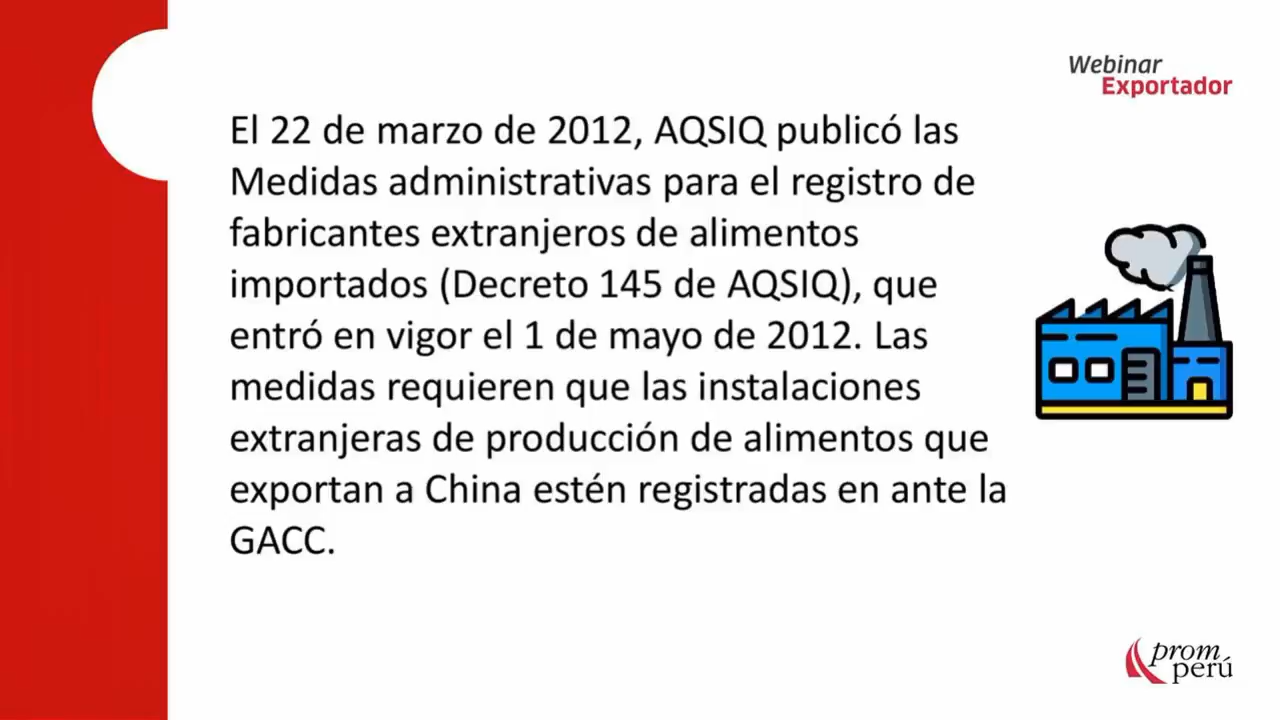 Webinar
Exportador
El 22 de marzo de 2012, AQSIQ publicó las
Medidas administrativas para el registro de
fabricantes extranjeros de alimentos
importados (Decreto 145 de AQSIQ), que
entró en vigor el 1 de mayo de 2012. Las
medidas requieren que las instalaciones
extranjeras de producción de alimentos que
exportan a China estén registradas en ante la
GACC.
prom
perú